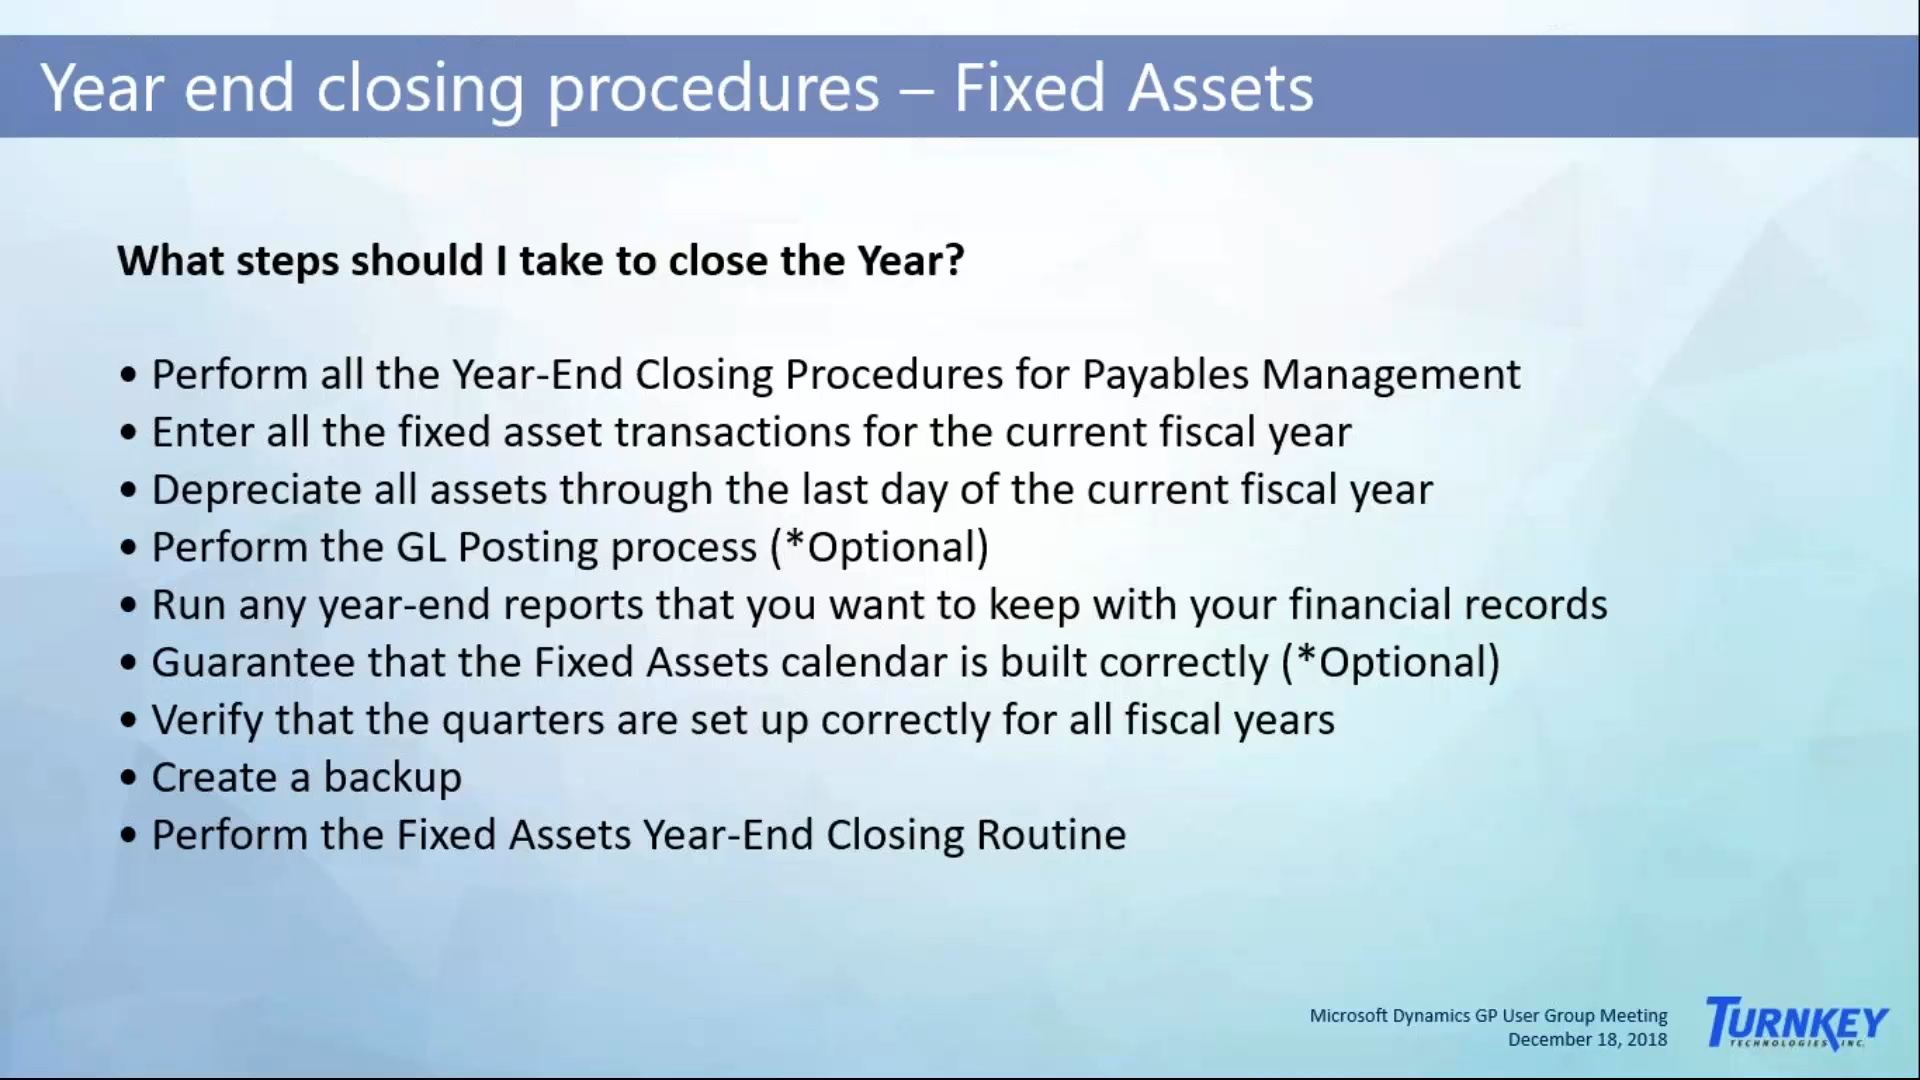 Year end closing procedures – Fixed Assets
What steps should I take to close the Year?
• Perform all the Year-End Closing Procedures for Payables Management
• Enter all the fixed asset transactions for the current fiscal year
• Depreciate all assets through the last day of the current fiscal year
• Perform the GL Posting process (*Optional)
• Run any year-end reports that you want to keep with your financial records
• Guarantee that the Fixed Assets calendar is built correctly (*Optional)
• Verify that the quarters are set up correctly for all fiscal years
• Create a backup
• Perform the Fixed Assets Year-End Closing Routine
Microsoft Dynamics GP User Group Meeting
December 18, 2018
TURNKEY
TECHNOLOGIES, INC.